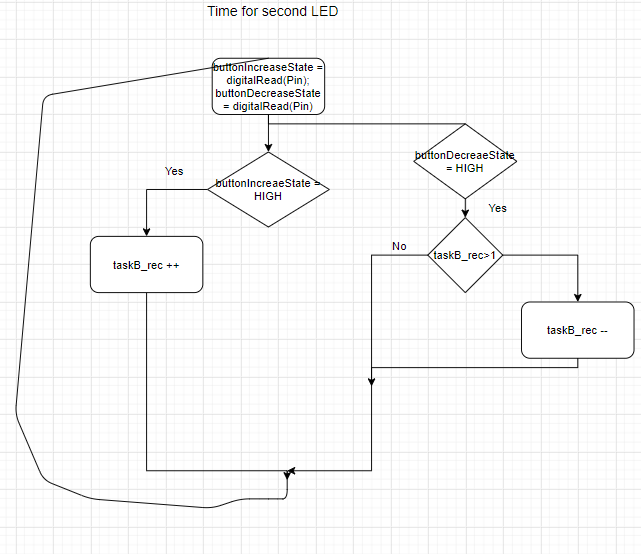 Time for second LED
buttonIncreaseState =
digitalRead(Pin);
buttonDecreaseState
= digitalRead(Pin)
buttonDecreaeState
= HIGH
Yes
buttonIncreaeState =
HIGH
Yes
No
taskB_rec>1
taskB_rec ++
taskB_rec --